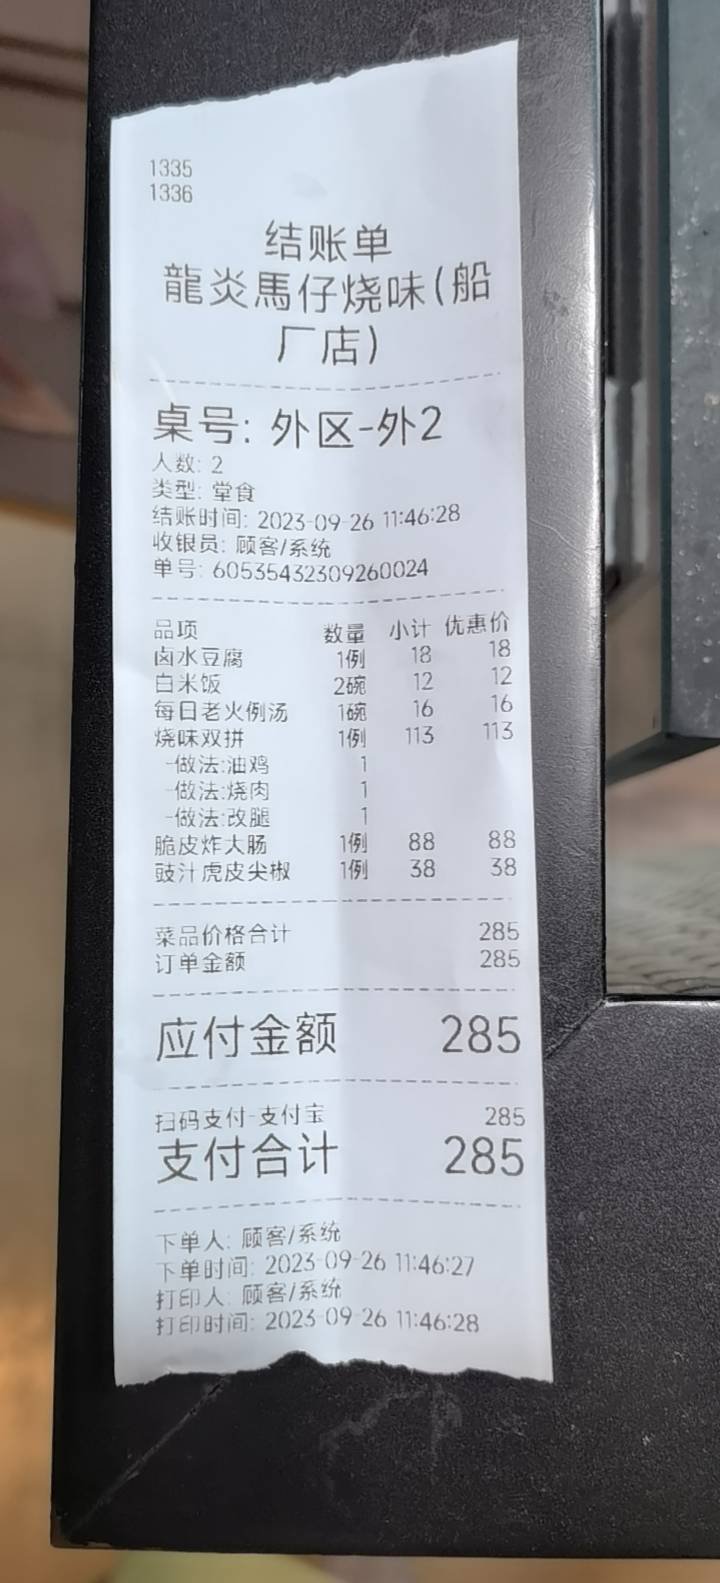 1335
1336
结账单
龍炎馬仔烧味(船
厂店)
桌号: 外区-外2
人数: 2
类型: 堂食
结账时间: 2023-09-26 11:46:28
收银员: 顾客/系统
单号: 60535432309260024
品项 数量 小计 优惠价
卤水豆腐 1例 18 18
白米饭 2碗 12 12
每日老火例汤 1碗 16 16
烧味双拼 1例 113 113
-做法:油鸡 1
-做法:烧肉 1
-做法:改腿 1
脆皮炸大肠 1例 88 88
豉汁虎皮尖椒 1例 38 38
菜品价格合计 285
订单金额 285
应付金额 285
扫码支付-支付宝 285
支付合计 285
下单人: 顾客/系统
下单时间: 2023-09-26 11:46:27
打印人: 顾客/系统
打印时间: 2023-09-26 11:46:28